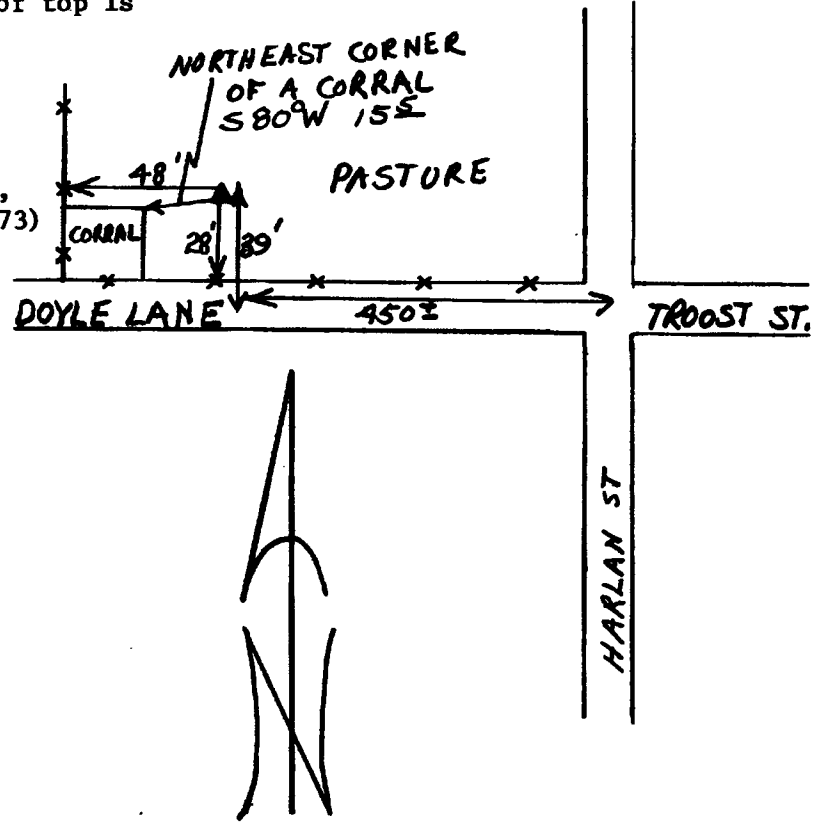 of top is
NORTHEAST CORNER
OF A CORRAL
S80°W 15⁵
48'
PASTURE
73)
CORRAL
28'
39'
DOYLE LANE
450±
TROOST ST.
HARLAN ST